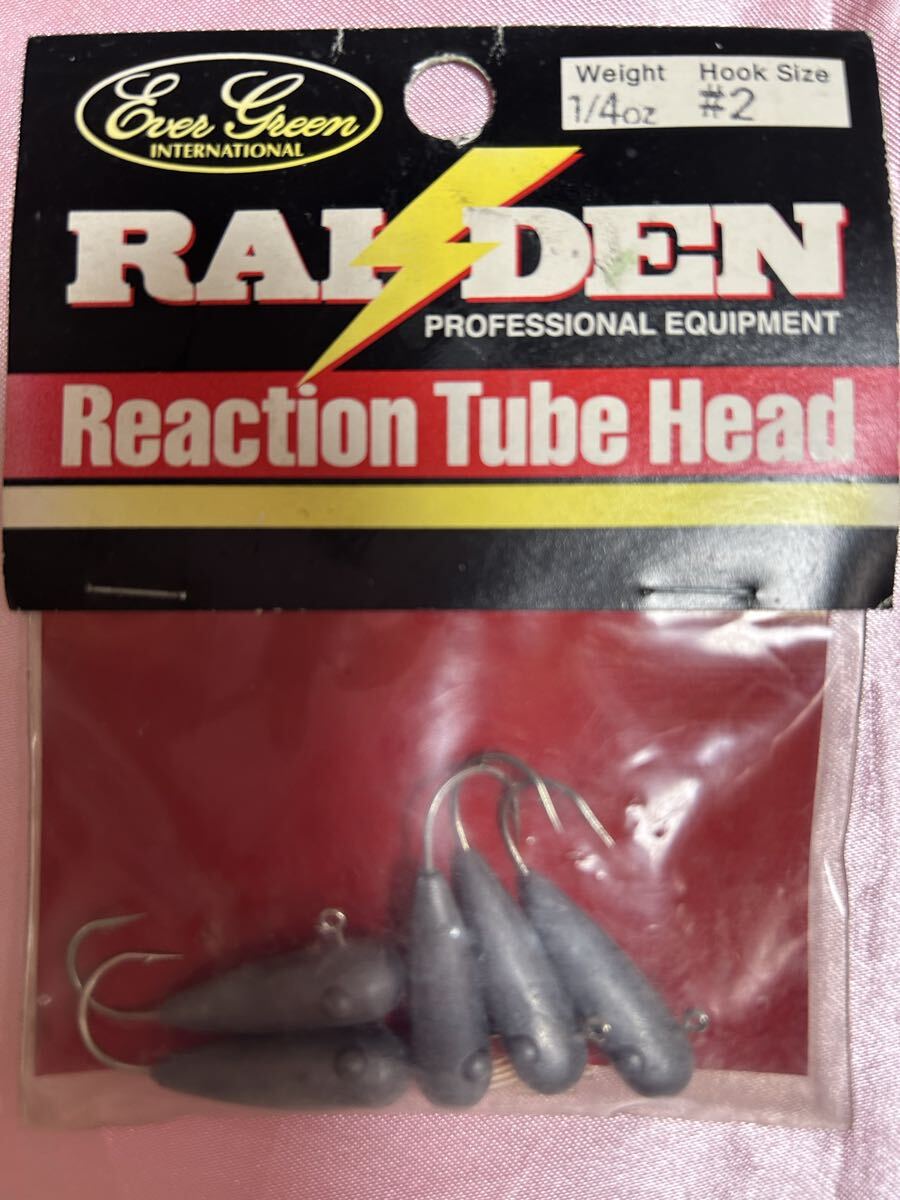 Ever Green
INTERNATIONAL
Weight Hook Size
1/4oz #2
RAIDEN
PROFESSIONAL EQUIPMENT
Reaction Tube Head